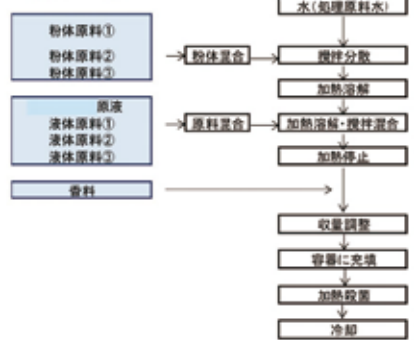 水(処理原料水)
粉体原料①
粉体原料②
粉体原料③
粉体混合
攪拌分散
加熱溶解
原液
液体原料①
液体原料②
液体原料③
原料混合
加熱溶解・攪拌混合
加熱停止
香料
収量調整
容器に充填
加熱殺菌
冷却